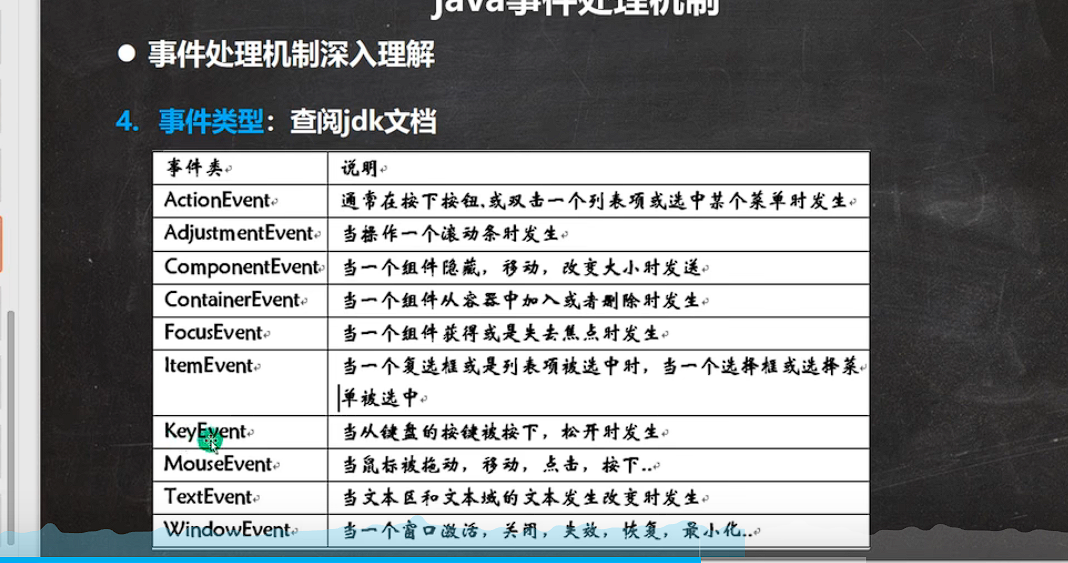 java事件处理机制
● 事件处理机制深入理解
4. 事件类型：查阅jdk文档
事件类 说明
ActionEvent 通常在按下按钮,或双击一个列表项或选中某个菜单时发生
AdjustmentEvent 当操作一个滚动条时发生
ComponentEvent 当一个组件隐藏，移动，改变大小时发送
ContainerEvent 当一个组件从容器中加入或者删除时发生
FocusEvent 当一个组件获得或是失去焦点时发生
ItemEvent 当一个复选框或是列表项被选中时，当一个选择框或选择菜
单被选中
KeyEvent 当从键盘的按键被按下，松开时发生
MouseEvent 当鼠标被拖动，移动，点击，按下..
TextEvent 当文本区和文本域的文本发生改变时发生
WindowEvent 当一个窗口激活，关闭，失效，恢复，最小化..